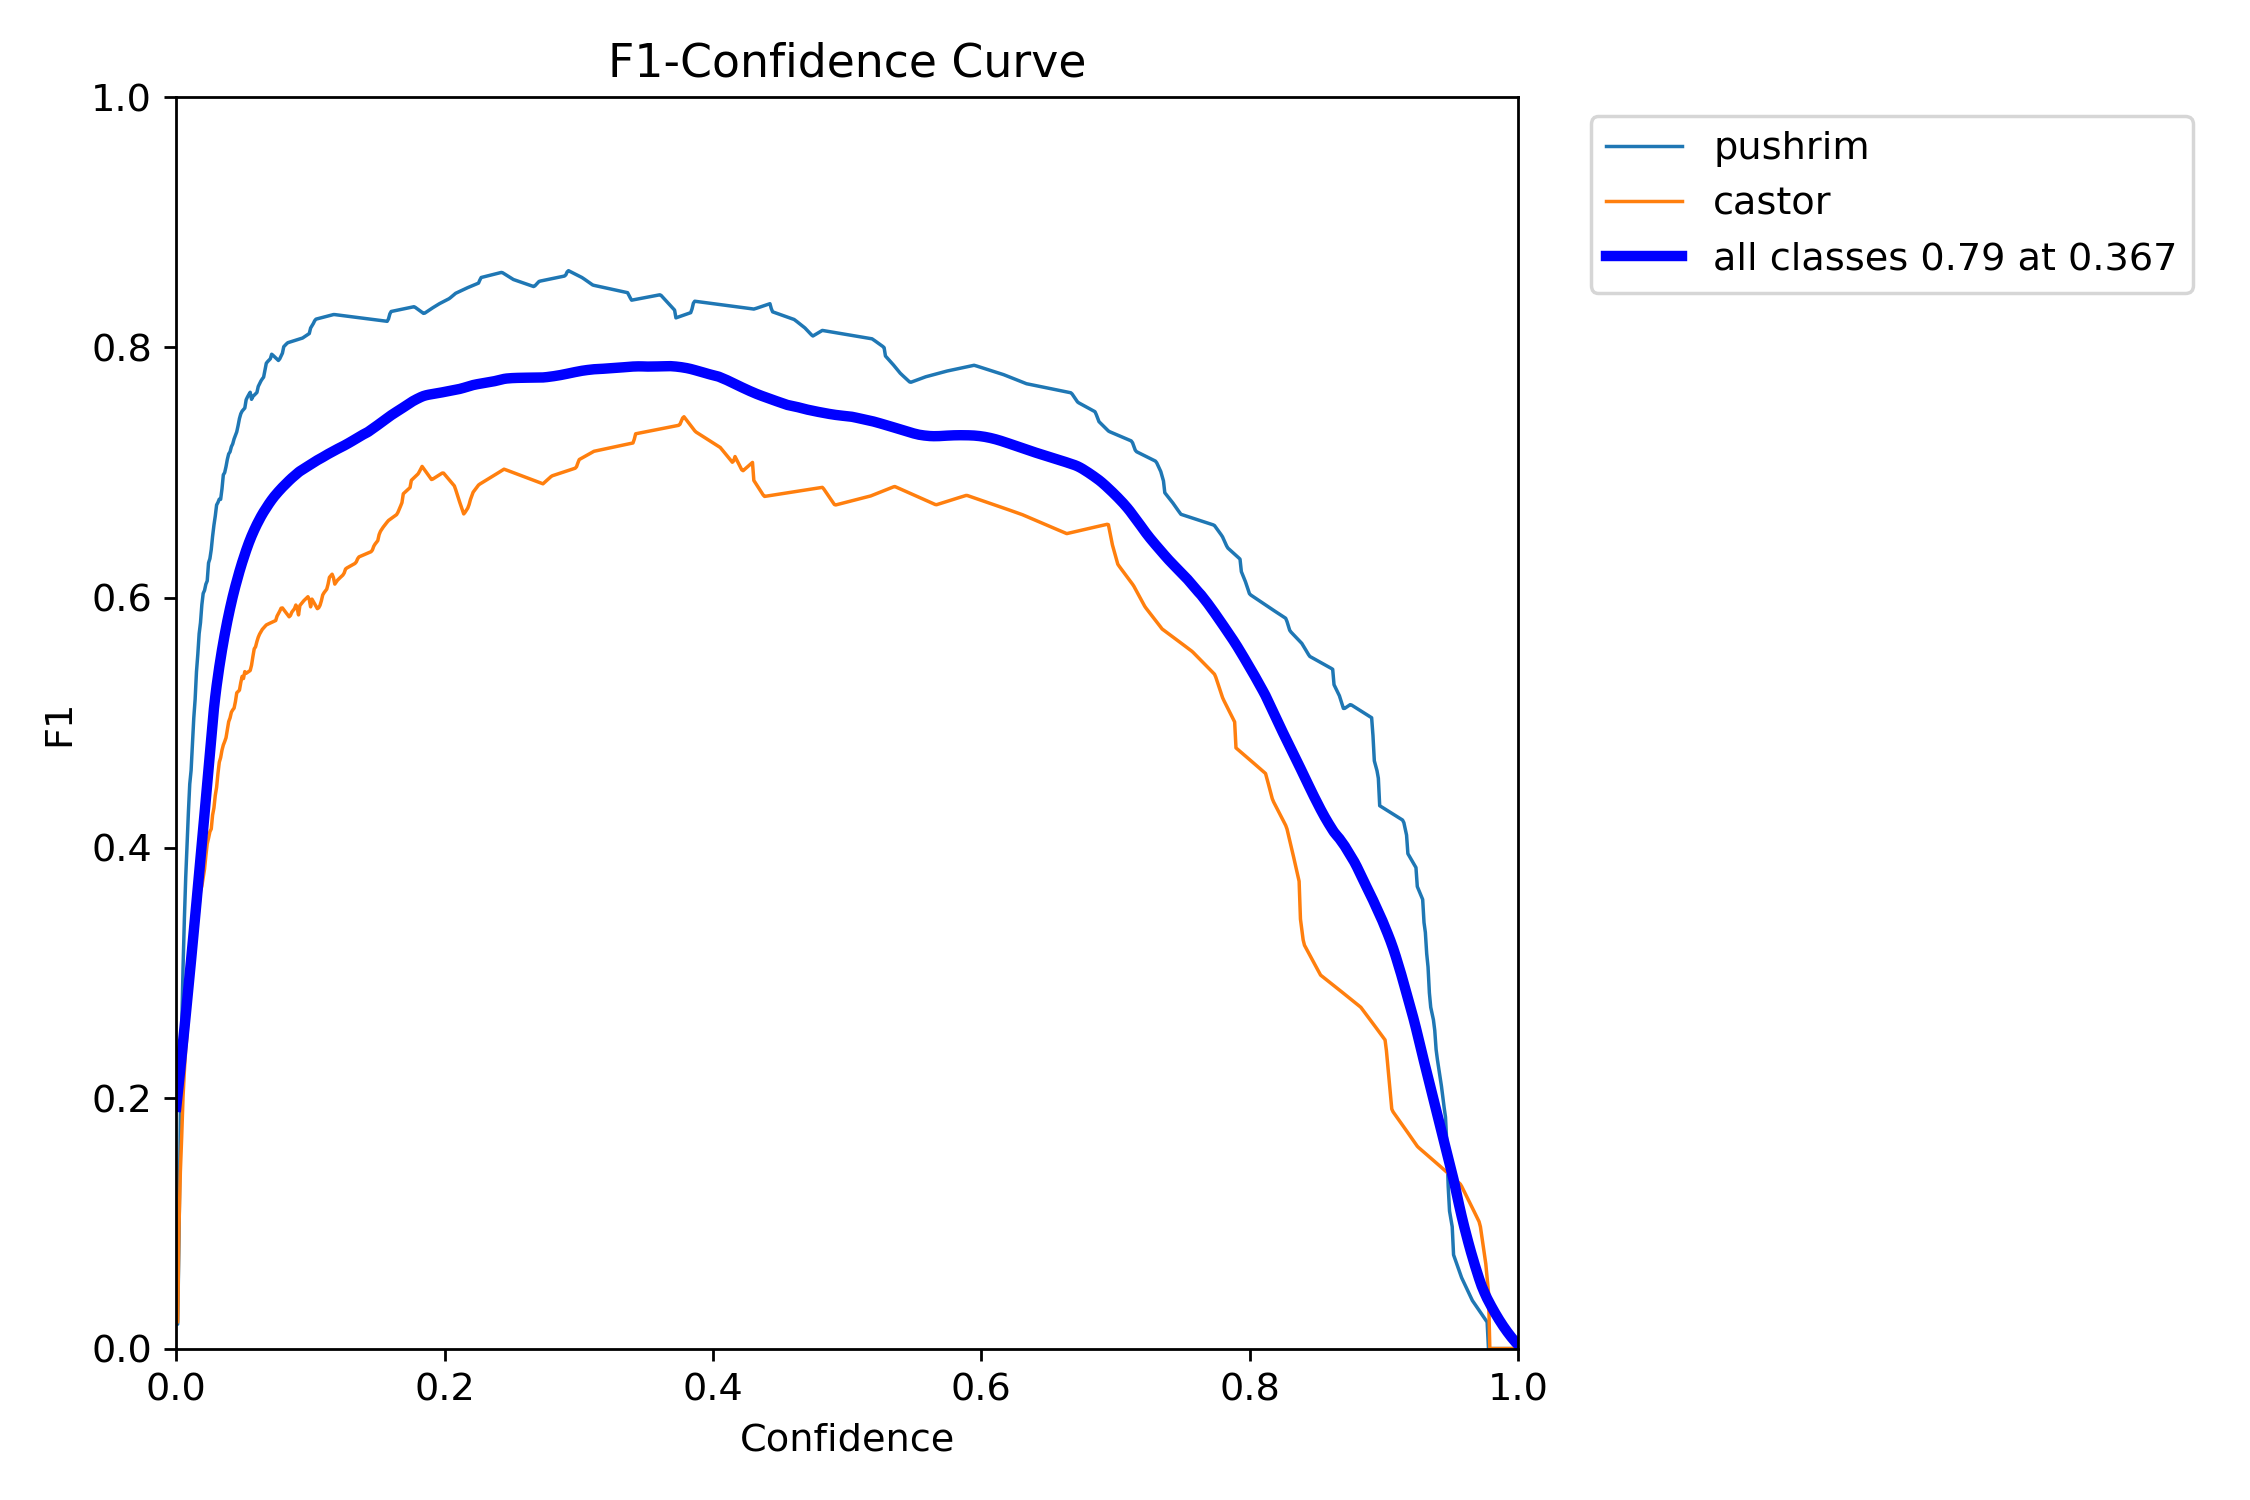 F1-Confidence Curve
1.0
0.8
0.6
0.4
0.2
0.0
F1
0.0 0.2 0.4 0.6 0.8 1.0
Confidence
pushrim
castor
all classes 0.79 at 0.367